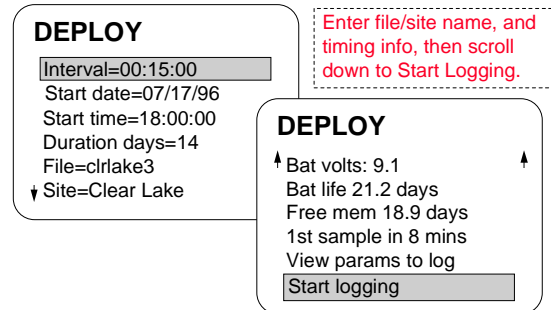 DEPLOY
Interval=00:15:00
Start date=07/17/96
Start time=18:00:00
Duration days=14
File=clrlake3
Site=Clear Lake
Enter file/site name, and
timing info, then scroll
down to Start Logging.
DEPLOY
Bat volts: 9.1
Bat life 21.2 days
Free mem 18.9 days
1st sample in 8 mins
View params to log
Start logging